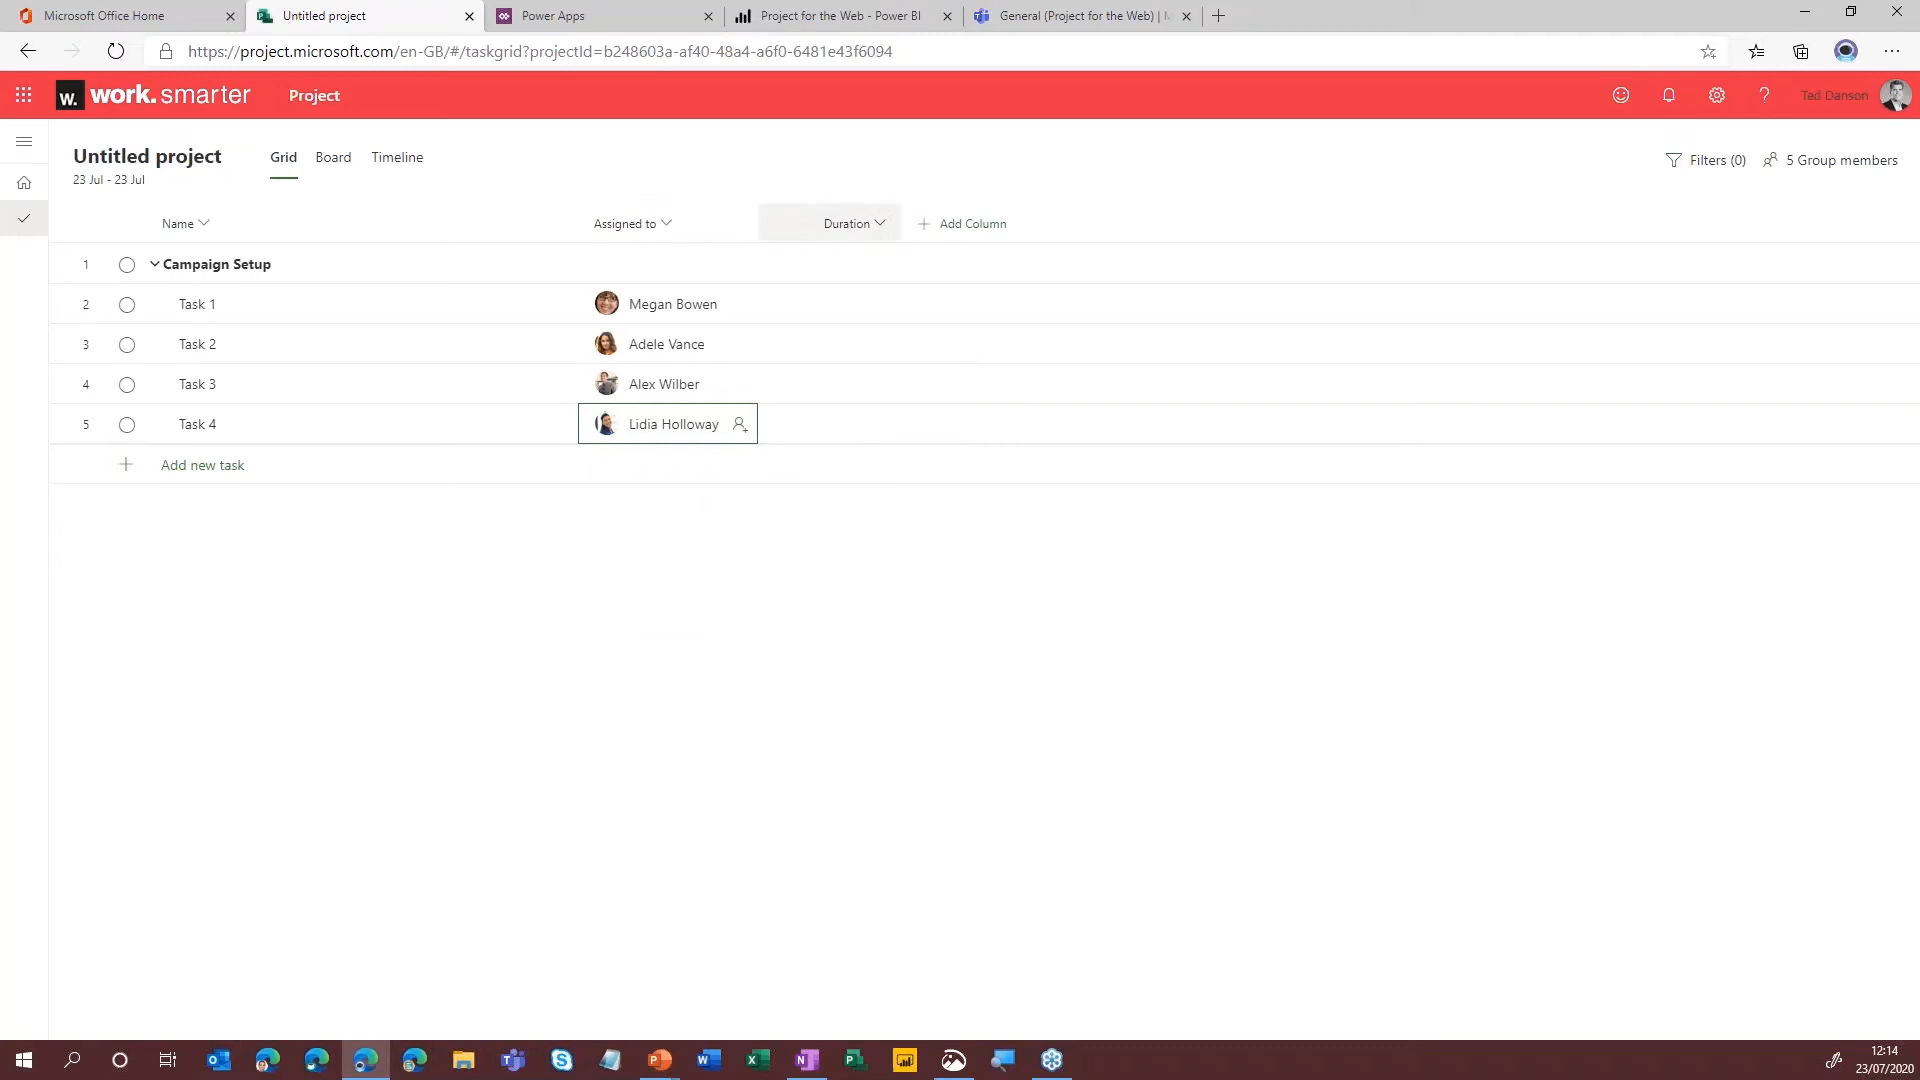 Microsoft Office Home
Untitled project
Power Apps
Project for the Web - Power BI
General (Project for the Web) |
https://project.microsoft.com/en-GB/#/taskgrid?projectId=b248603a-af40-48a4-a6f0-6481e43f6094
w. work.smarter
Project
Ted Danson
Untitled project
Grid
Board
Timeline
23 Jul - 23 Jul
Filters (0)
5 Group members
Name
Assigned to
Duration
Add Column
1 Campaign Setup
2 Task 1 Megan Bowen
3 Task 2 Adele Vance
4 Task 3 Alex Wilber
5 Task 4 Lidia Holloway
Add new task
12:14
23/07/2020